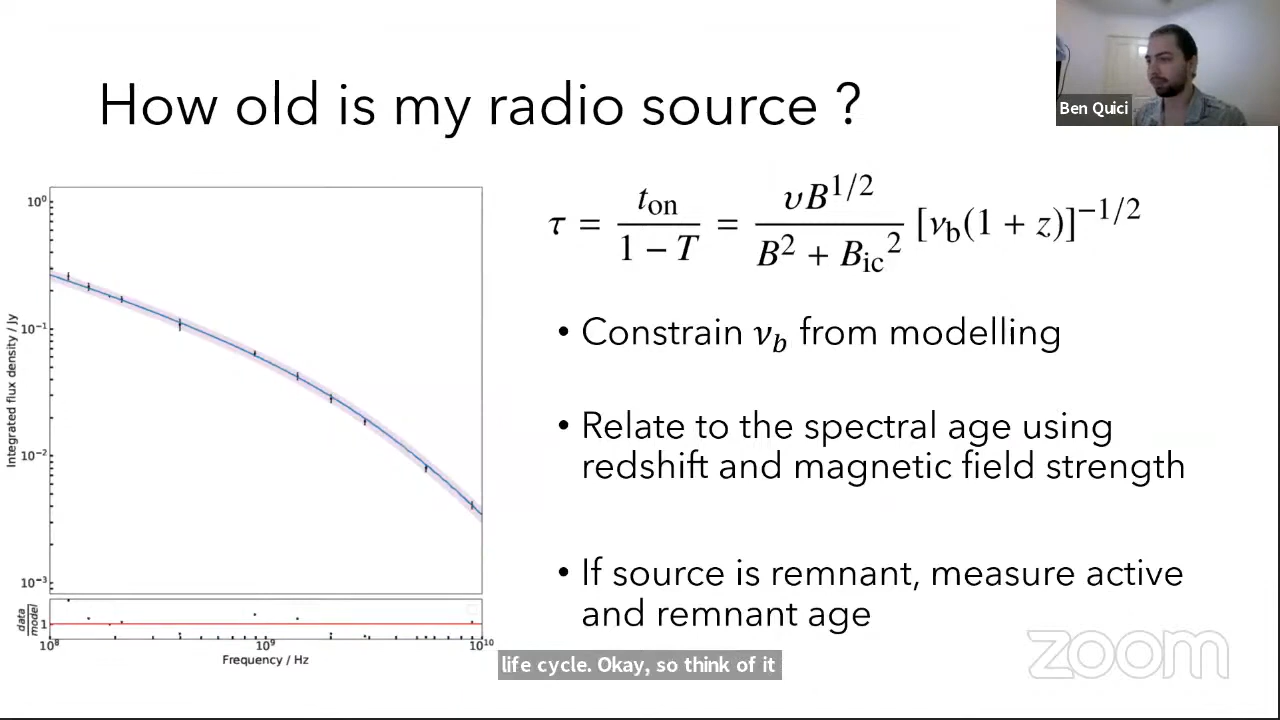 How old is my radio source ?
Ben Quici
τ = t_on / (1 − T) = υB^{1/2} / (B² + B_ic²) [ν_b(1 + z)]^{−1/2}
• Constrain ν_b from modelling
• Relate to the spectral age using
redshift and magnetic field strength
• If source is remnant, measure active
and remnant age
Integrated flux density / Jy
10⁰
10⁻¹
10⁻²
10⁻³
data/model
1
10⁸
10⁹
10¹⁰
Frequency / Hz
life cycle. Okay, so think of it
zoom